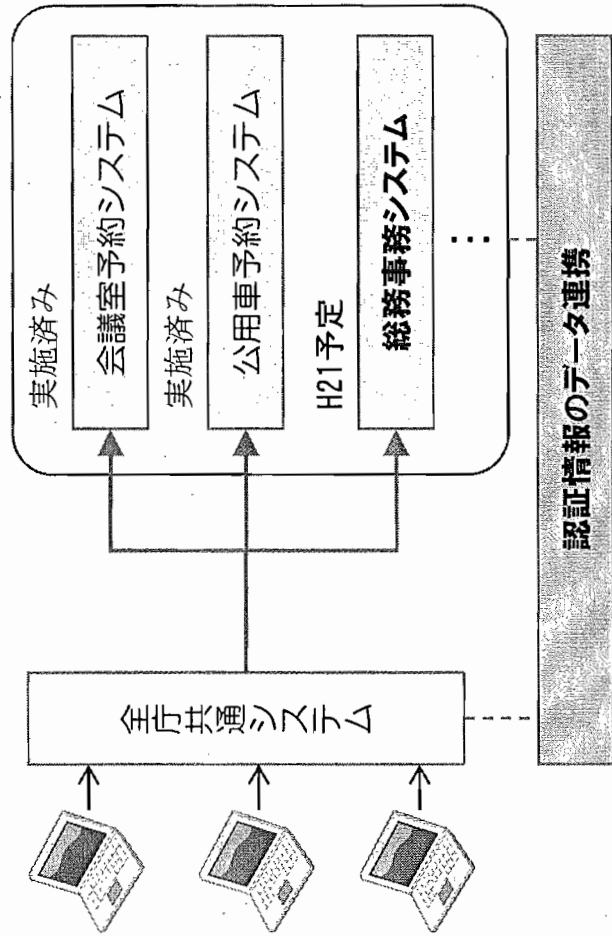 全庁共通システム
実施済み
会議室予約システム
実施済み
公用車予約システム
H21予定
総務事務システム
⋮
認証情報のデータ連携